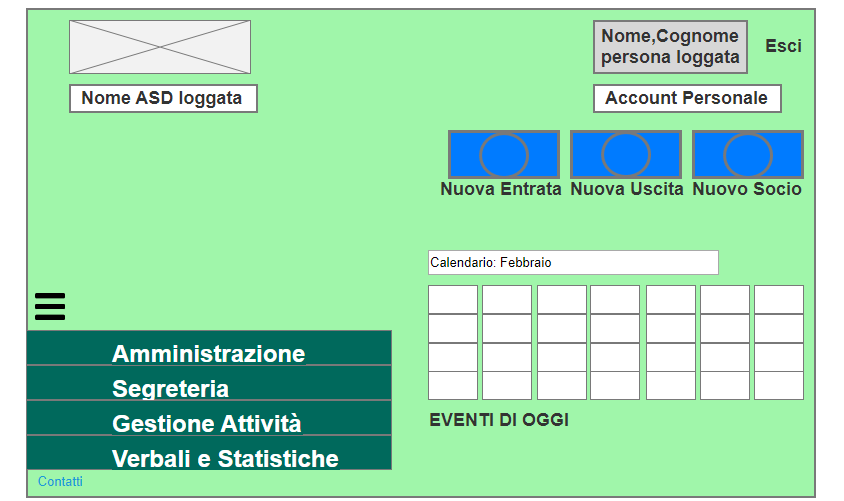 Nome,Cognome
persona loggata
Esci
Nome ASD loggata
Account Personale
Nuova Entrata
Nuova Uscita
Nuovo Socio
Calendario: Febbraio
Amministrazione
Segreteria
Gestione Attività
Verbali e Statistiche
EVENTI DI OGGI
Contatti